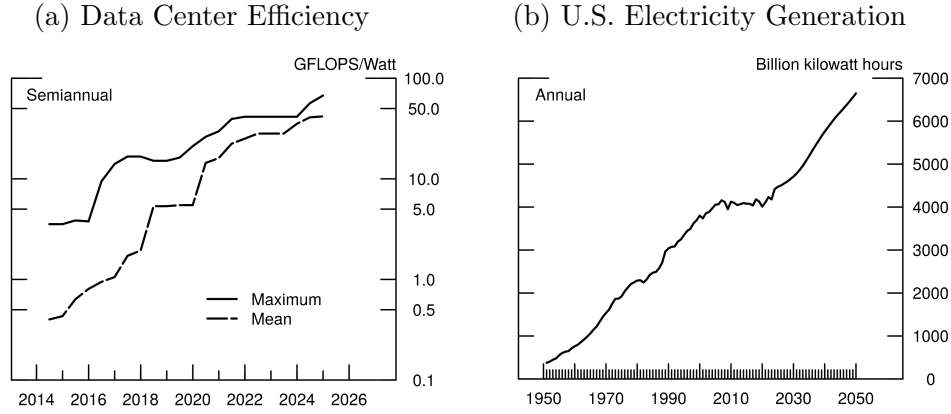 (a) Data Center Efficiency
GFLOPS/Watt
Semiannual
100.0
50.0
10.0
5.0
1.0
0.5
0.1
Maximum
Mean
2014 2016 2018 2020 2022 2024 2026
(b) U.S. Electricity Generation
Billion kilowatt hours
Annual
7000
6000
5000
4000
3000
2000
1000
0
1950 1970 1990 2010 2030 2050